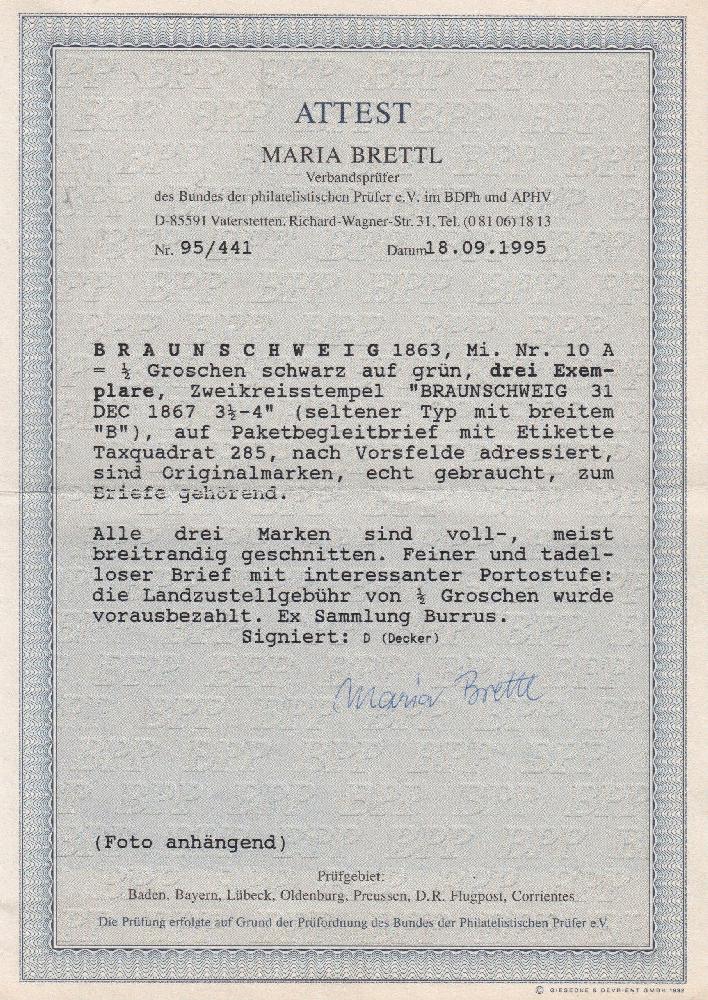 ATTEST
MARIA BRETTL
Verbandsprüfer
des Bundes der philatelistischen Prüfer e.V. im BDPh und APHV
D-85591 Vaterstetten, Richard-Wagner-Str. 31, Tel. (0 81 06) 18 13
Nr. 95/441 Datum 18.09.1995
B R A U N S C H W E I G 1863, Mi. Nr. 10 A
= ½ Groschen schwarz auf grün, drei Exem-
plare, Zweikreisstempel "BRAUNSCHWEIG 31
DEC 1867 3½-4" (seltener Typ mit breitem
"B"), auf Paketbegleitbrief mit Etikette
Taxquadrat 285, nach Vorsfelde adressiert,
sind Originalmarken, echt gebraucht, zum
Briefe gehörend.
Alle drei Marken sind voll-, meist
breitrandig geschnitten. Feiner und tadel-
loser Brief mit interessanter Portostufe:
die Landzustellgebühr von ½ Groschen wurde
vorausbezahlt. Ex Sammlung Burrus.
Signiert: D (Decker)
Maria Brettl
(Foto anhängend)
Prüfgebiet:
Baden, Bayern, Lübeck, Oldenburg, Preussen, D.R. Flugpost, Corrientes
Die Prüfung erfolgte auf Grund der Prüfordnung des Bundes der Philatelistischen Prüfer e.V.
© GIESECKE & DEVRIENT GMBH